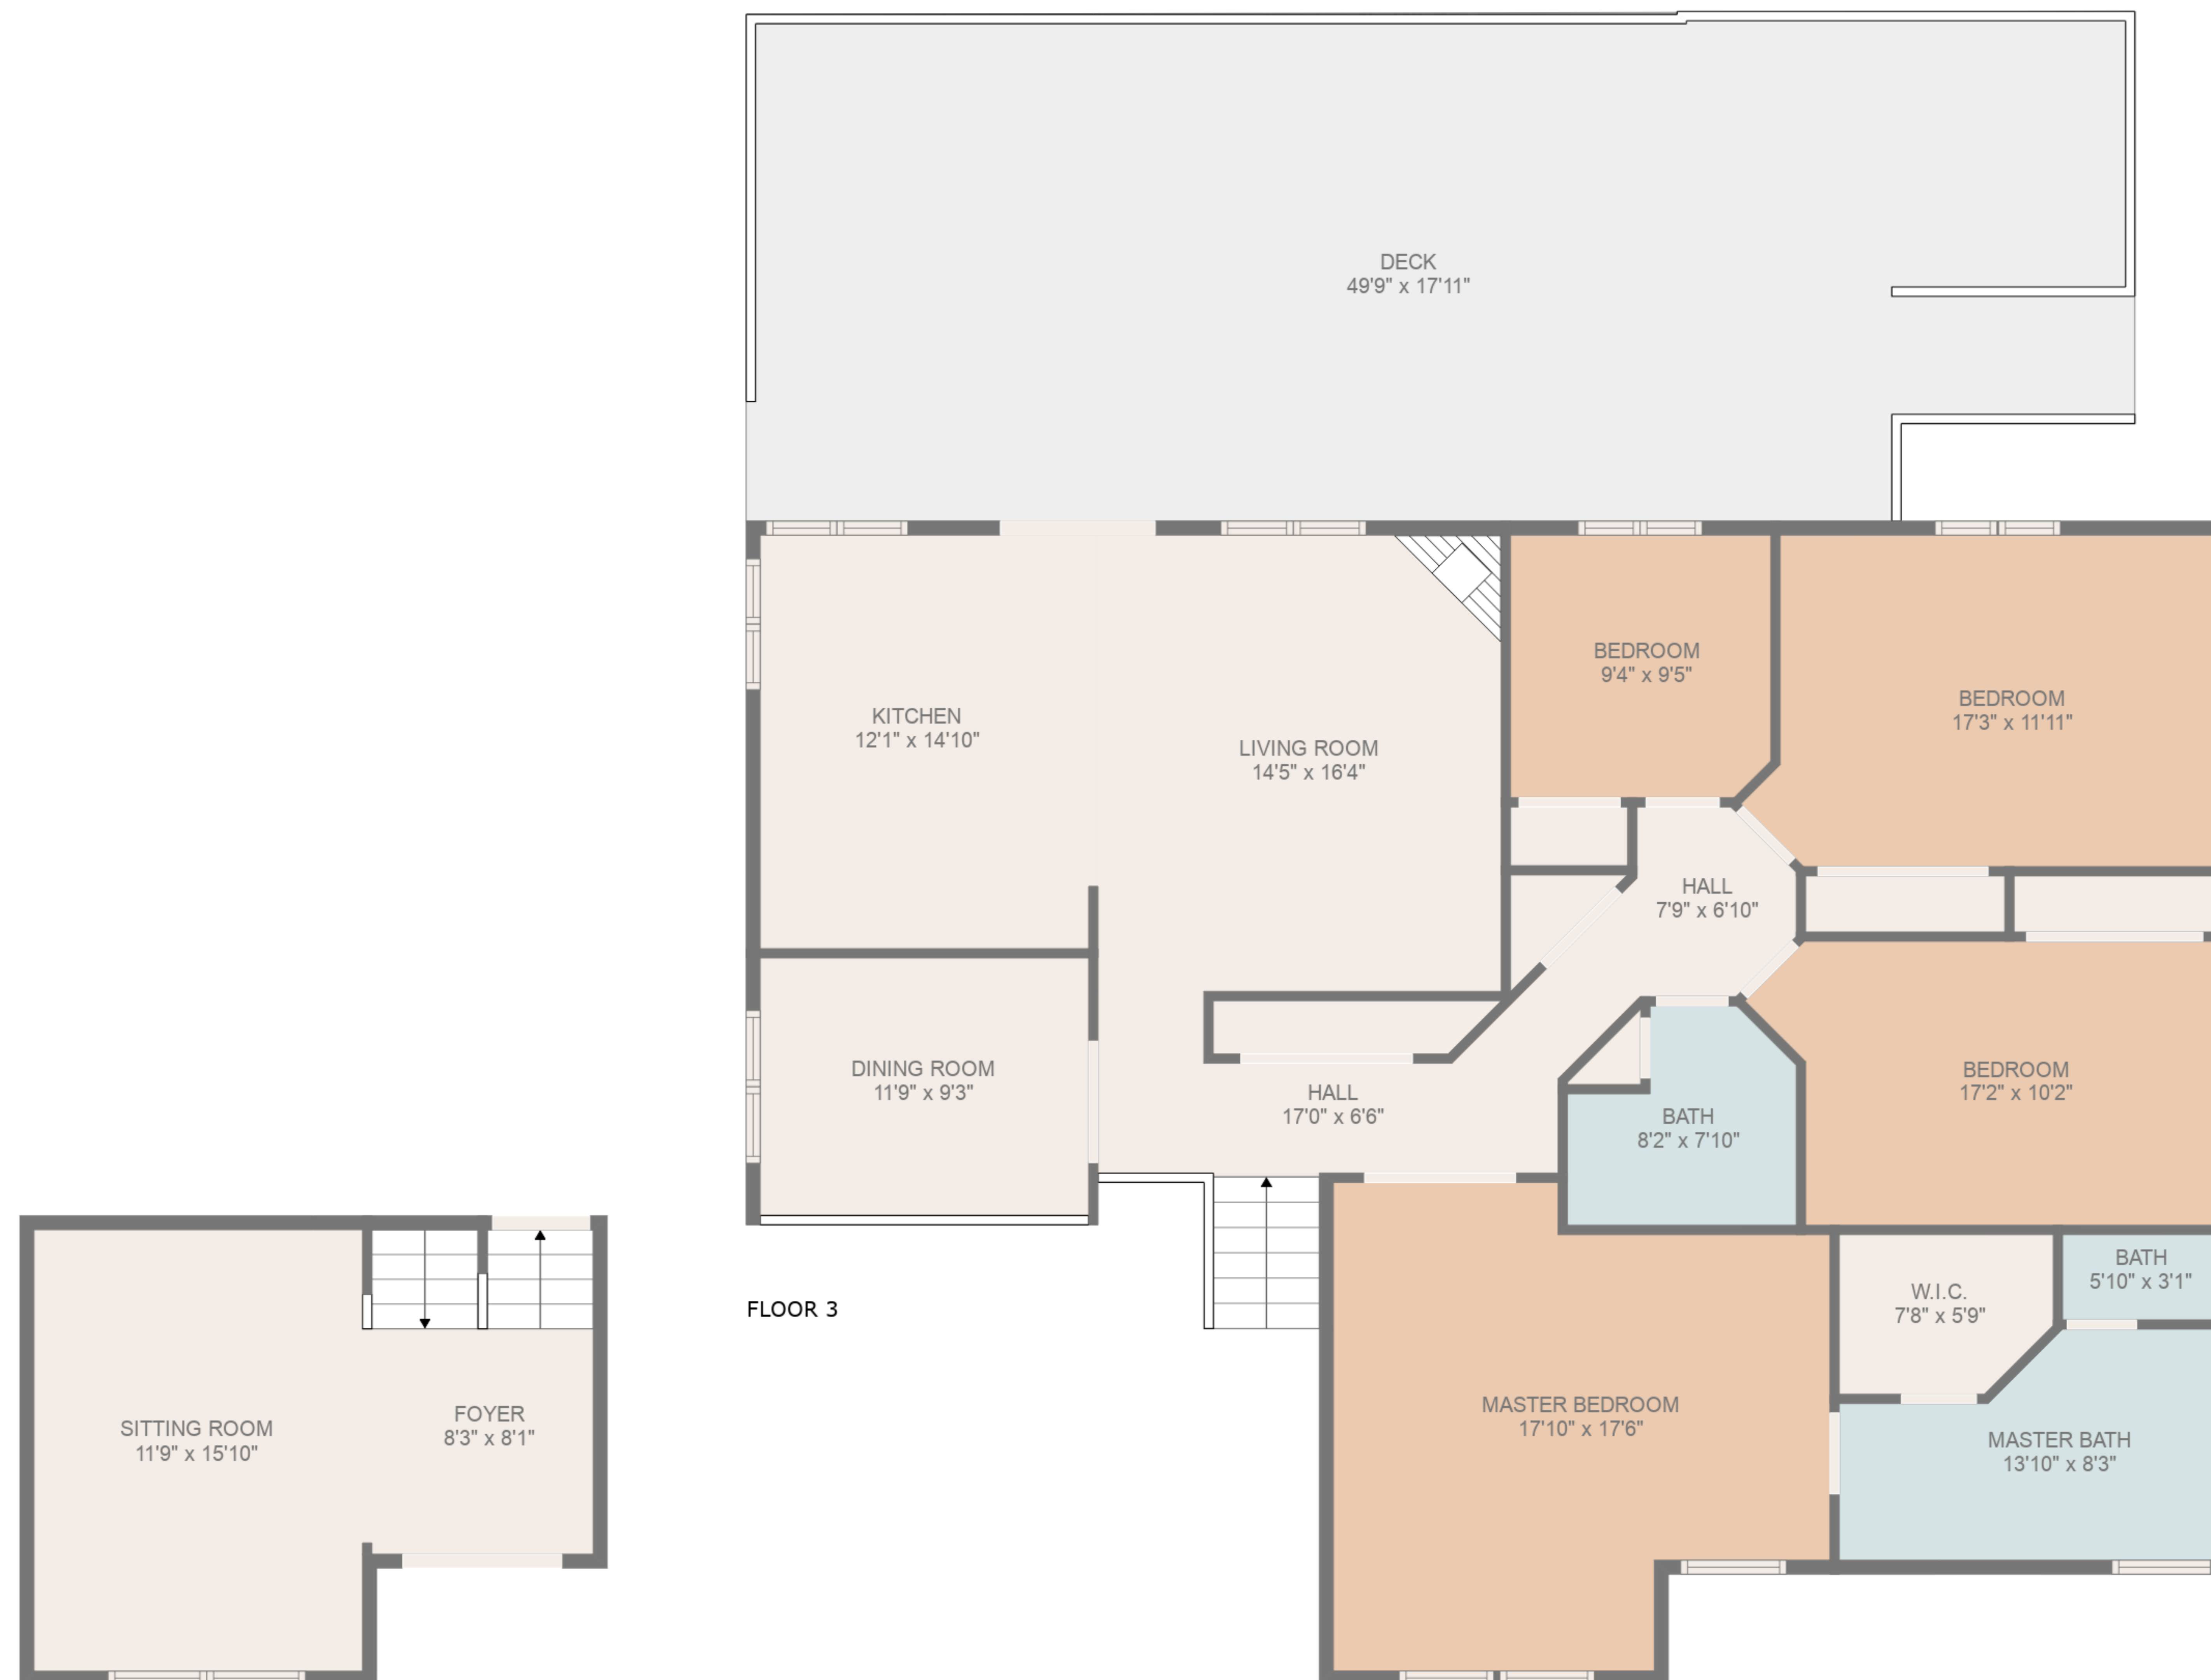 DECK
49'9" x 17'11"
BEDROOM
9'4" x 9'5"
BEDROOM
17'3" x 11'11"
KITCHEN
12'1" x 14'10"
LIVING ROOM
14'5" x 16'4"
HALL
7'9" x 6'10"
DINING ROOM
11'9" x 9'3"
HALL
17'0" x 6'6"
BATH
8'2" x 7'10"
BEDROOM
17'2" x 10'2"
BATH
5'10" x 3'1"
W.I.C.
7'8" x 5'9"
FLOOR 3
MASTER BEDROOM
17'10" x 17'6"
MASTER BATH
13'10" x 8'3"
SITTING ROOM
11'9" x 15'10"
FOYER
8'3" x 8'1"